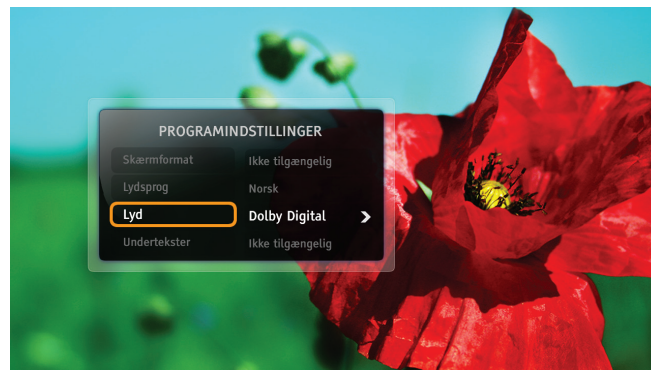 PROGRAMINDSTILLINGER
Skærmformat Ikke tilgængelig
Lydsprog Norsk
Lyd Dolby Digital
Undertekster Ikke tilgængelig